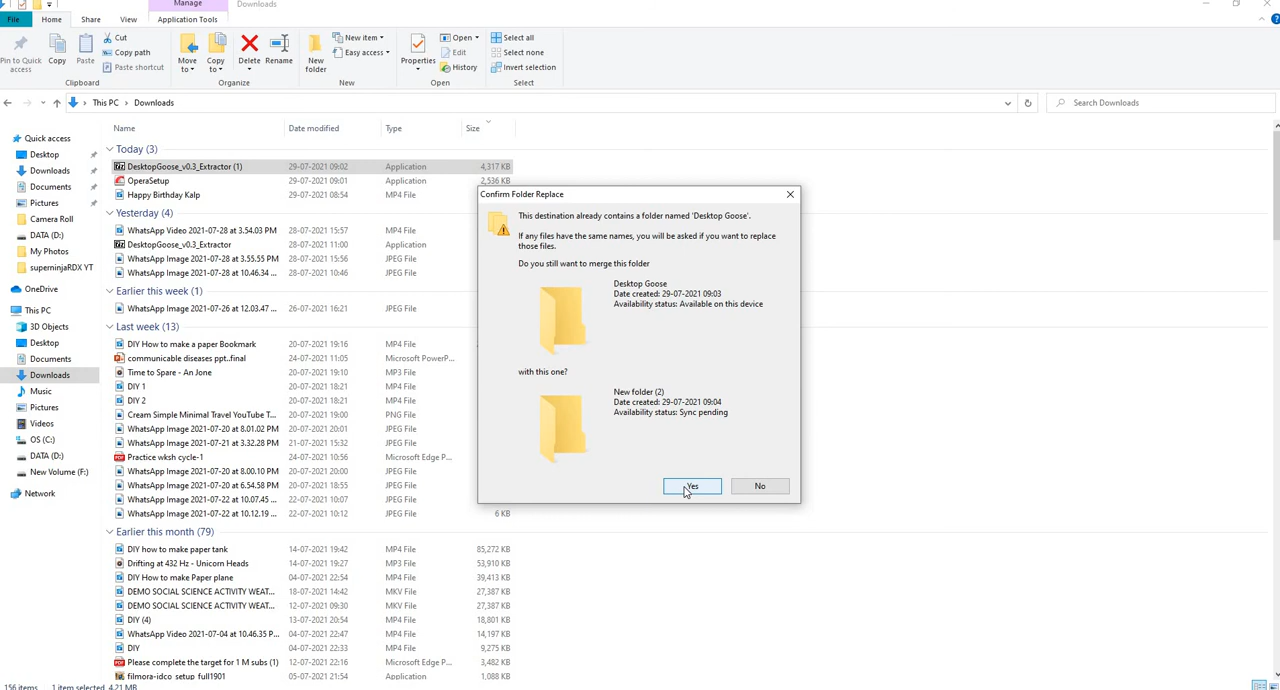 Manage
Downloads
File
Home
Share
View
Application Tools
Pin to Quick access
Copy
Paste
Cut
Copy path
Paste shortcut
Clipboard
Move to
Copy to
Delete
Rename
Organize
New folder
New item
Easy access
New
Properties
Open
Edit
History
Open
Select all
Select none
Invert selection
Select
This PC > Downloads
Search Downloads
Quick access
Desktop
Downloads
Documents
Pictures
Camera Roll
DATA (D:)
My Photos
superninjaRDX YT
OneDrive
This PC
3D Objects
Desktop
Documents
Downloads
Music
Pictures
Videos
OS (C:)
DATA (D:)
New Volume (F:)
Network
Name Date modified Type Size
Today (3)
DesktopGoose_v0.3_Extractor (1) 29-07-2021 09:02 Application 4,317 KB
OperaSetup 29-07-2021 09:01 Application 2,536 KB
Happy Birthday Kalp 29-07-2021 08:54 MP4 File
Yesterday (4)
WhatsApp Video 2021-07-28 at 3.54.03 PM 28-07-2021 15:57 MP4 File
DesktopGoose_v0.3_Extractor 28-07-2021 11:00 Application
WhatsApp Image 2021-07-28 at 3.55.55 PM 28-07-2021 15:56 JPEG File
WhatsApp Image 2021-07-28 at 10.46.34 ... 28-07-2021 10:46 JPEG File
Earlier this week (1)
WhatsApp Image 2021-07-26 at 12.03.47 ... 26-07-2021 16:21 JPEG File
Last week (13)
DIY How to make a paper Bookmark 20-07-2021 19:16 MP4 File
communicable diseases ppt..final 24-07-2021 11:05 Microsoft PowerP...
Time to Spare - An Jone 20-07-2021 19:10 MP3 File
DIY 1 20-07-2021 18:21 MP4 File
DIY 2 20-07-2021 18:21 MP4 File
Cream Simple Minimal Travel YouTube T... 20-07-2021 19:00 PNG File
WhatsApp Image 2021-07-20 at 8.01.02 PM 20-07-2021 20:01 JPEG File
WhatsApp Image 2021-07-21 at 3.32.28 PM 21-07-2021 15:32 JPEG File
Practice wksh cycle-1 24-07-2021 10:56 Microsoft Edge P...
WhatsApp Image 2021-07-20 at 8.00.10 PM 20-07-2021 20:00 JPEG File
WhatsApp Image 2021-07-20 at 6.54.58 PM 20-07-2021 18:55 JPEG File
WhatsApp Image 2021-07-22 at 10.07.45 ... 22-07-2021 10:07 JPEG File
WhatsApp Image 2021-07-22 at 10.12.19 ... 22-07-2021 10:12 JPEG File 6 KB
Earlier this month (79)
DIY how to make paper tank 14-07-2021 19:42 MP4 File 85,272 KB
Drifting at 432 Hz - Unicorn Heads 14-07-2021 19:27 MP3 File 53,910 KB
DIY How to make Paper plane 04-07-2021 22:54 MP4 File 39,413 KB
DEMO SOCIAL SCIENCE ACTIVITY WEAT... 18-07-2021 14:42 MKV File 27,387 KB
DEMO SOCIAL SCIENCE ACTIVITY WEAT... 12-07-2021 09:30 MKV File 27,387 KB
DIY (4) 13-07-2021 20:54 MP4 File 18,801 KB
WhatsApp Video 2021-07-04 at 10.46.35 P... 04-07-2021 22:47 MP4 File 14,197 KB
DIY 04-07-2021 22:33 MP4 File 9,275 KB
Please complete the target for 1 M subs (1) 12-07-2021 22:16 Microsoft Edge P... 3,482 KB
filmora-idco_setup_full1901 05-07-2021 21:54 Application 1,088 KB
Confirm Folder Replace
This destination already contains a folder named 'Desktop Goose'.
If any files have the same names, you will be asked if you want to replace
those files.
Do you still want to merge this folder
Desktop Goose
Date created: 29-07-2021 09:03
Availability status: Available on this device
with this one?
New folder (2)
Date created: 29-07-2021 09:04
Availability status: Sync pending
Yes
No
156 items 1 item selected 4.21 MB